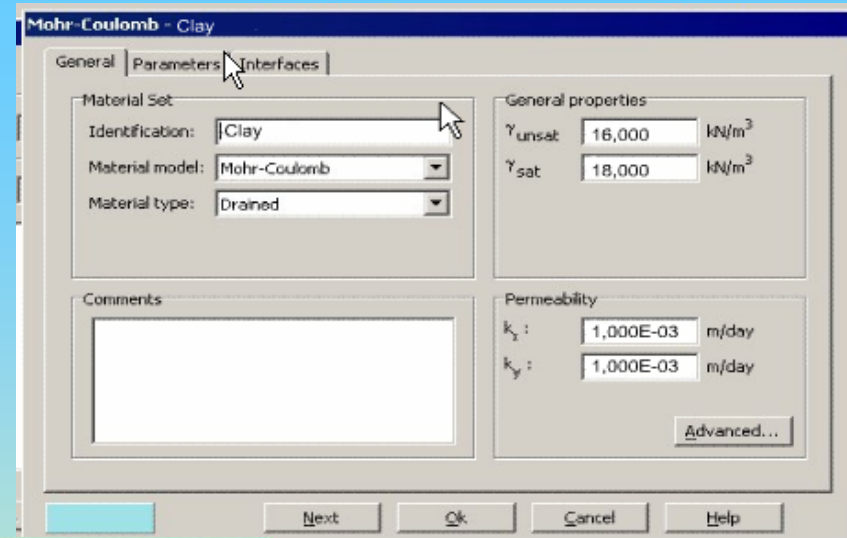 Mohr-Coulomb - Clay
General Parameters Interfaces
Material Set
Identification: Clay
Material model: Mohr-Coulomb
Material type: Drained
General properties
γunsat 16,000 kN/m³
γsat 18,000 kN/m³
Comments
Permeability
kx : 1,000E-03 m/day
ky : 1,000E-03 m/day
Advanced...
Next Ok Cancel Help